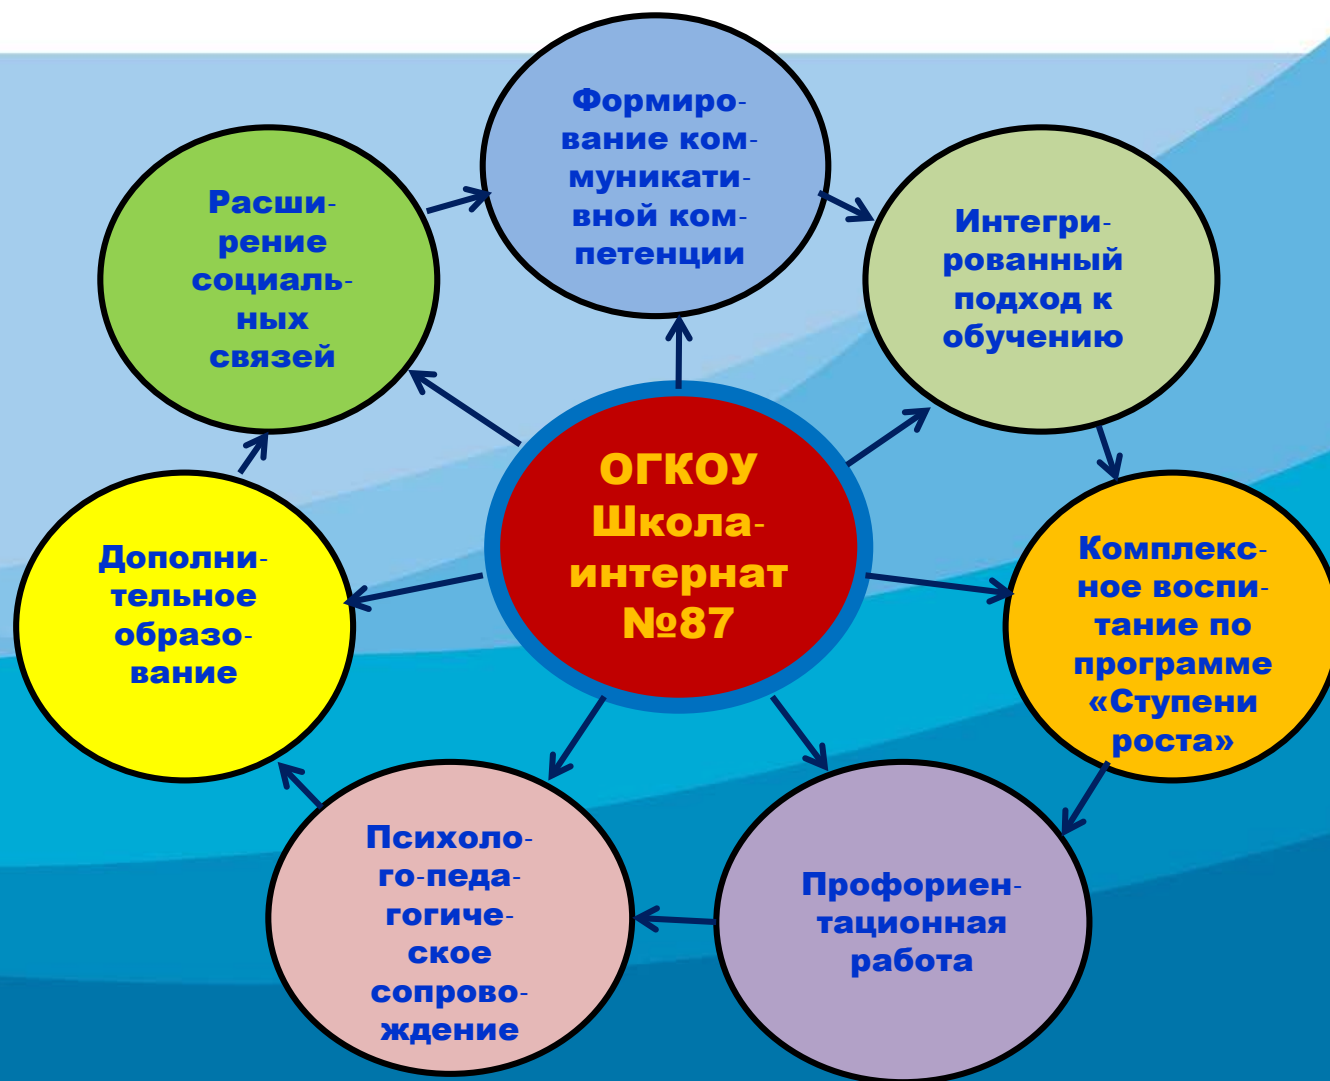 Формиро-
вание ком-
муникати-
вной ком-
петенции
Расши-
рение
социаль-
ных
связей
Интегри-
рованный
подход к
обучению
ОГКОУ
Школа-
интернат
№87
Дополни-
тельное
образо-
вание
Комплекс-
ное воспи-
тание по
программе
«Ступени
роста»
Психоло-
го-педа-
гогиче-
ское
сопрово-
ждение
Профориен-
тационная
работа